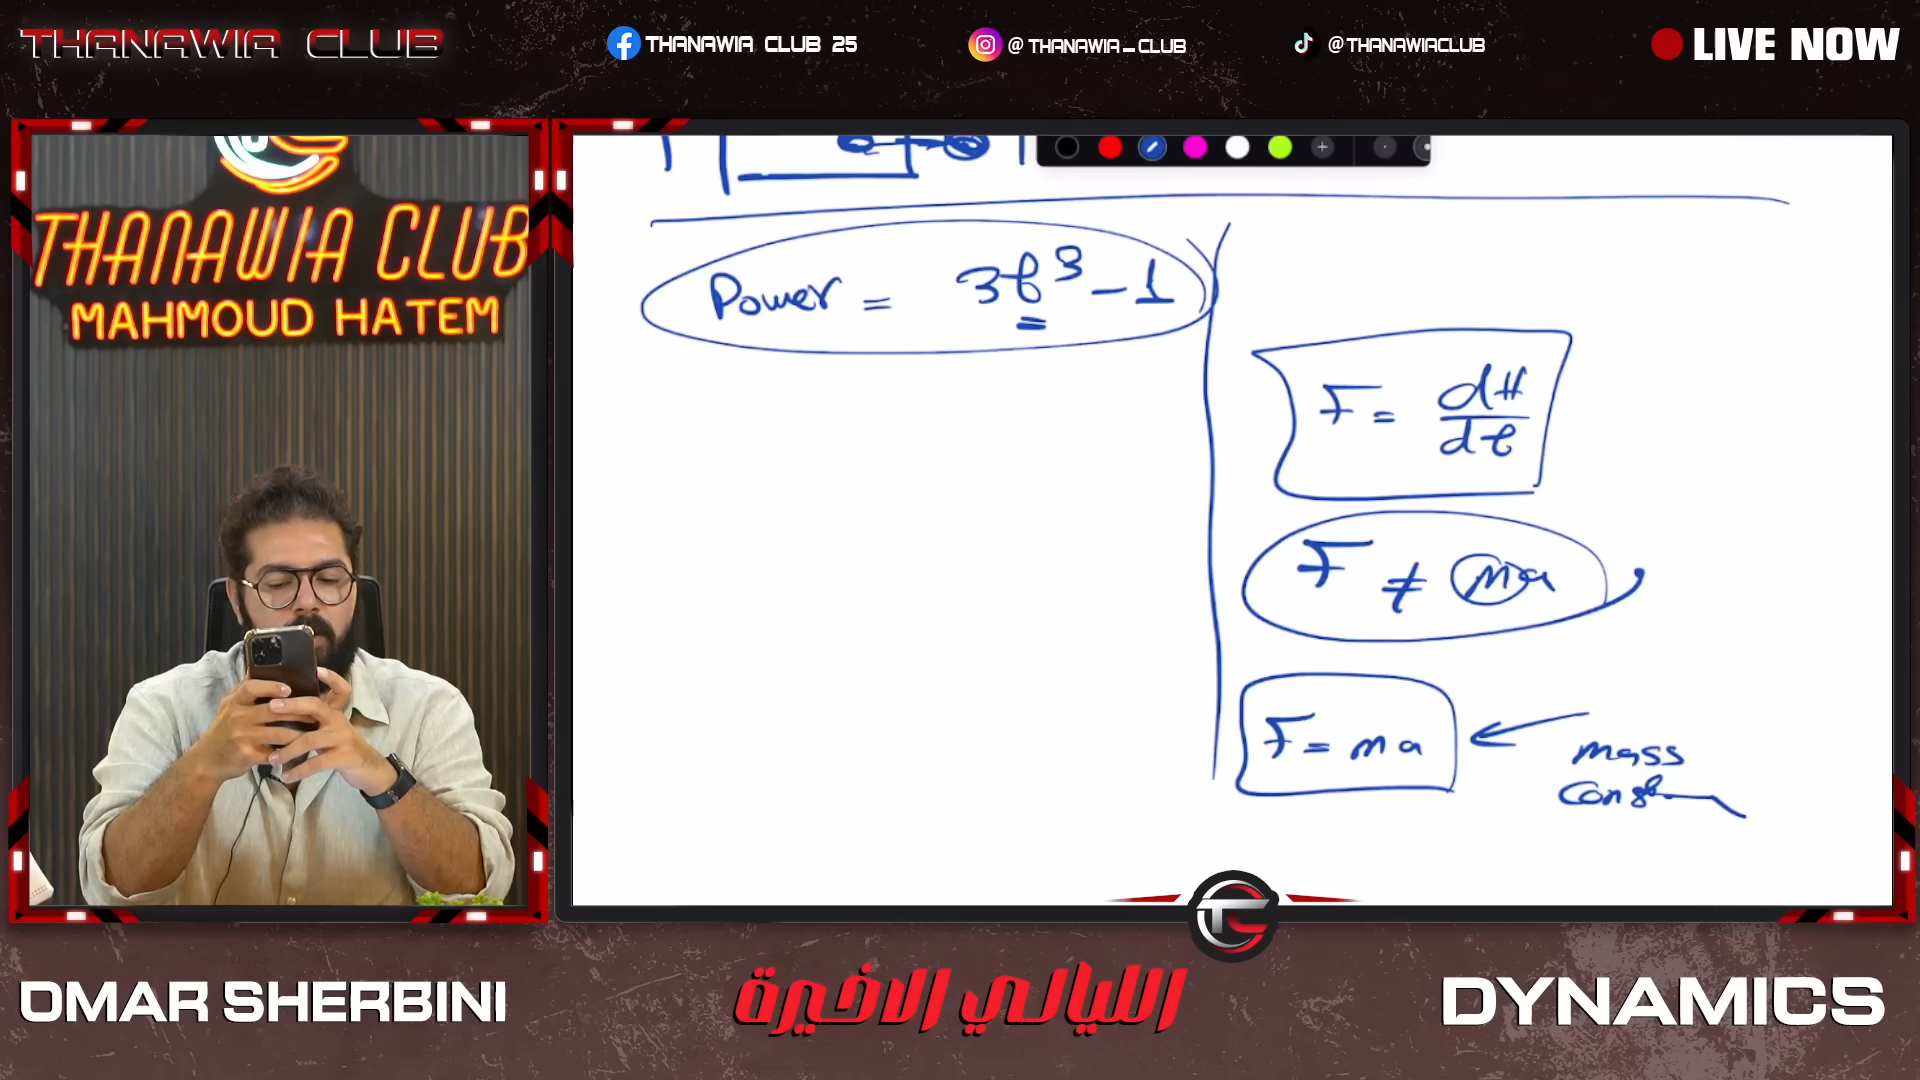 THANAWIA CLUB
THANAWIA CLUB 25
@THANAWIA_CLUB
@THANAWIACLUB
LIVE NOW
THANAWIA CLUB
MAHMOUD HATEM
Power = 3t³ - 1
F = dH/dt
F ≠ ma
F = ma
mass
TC
OMAR SHERBINI
الليالي الاخيرة
DYNAMICS